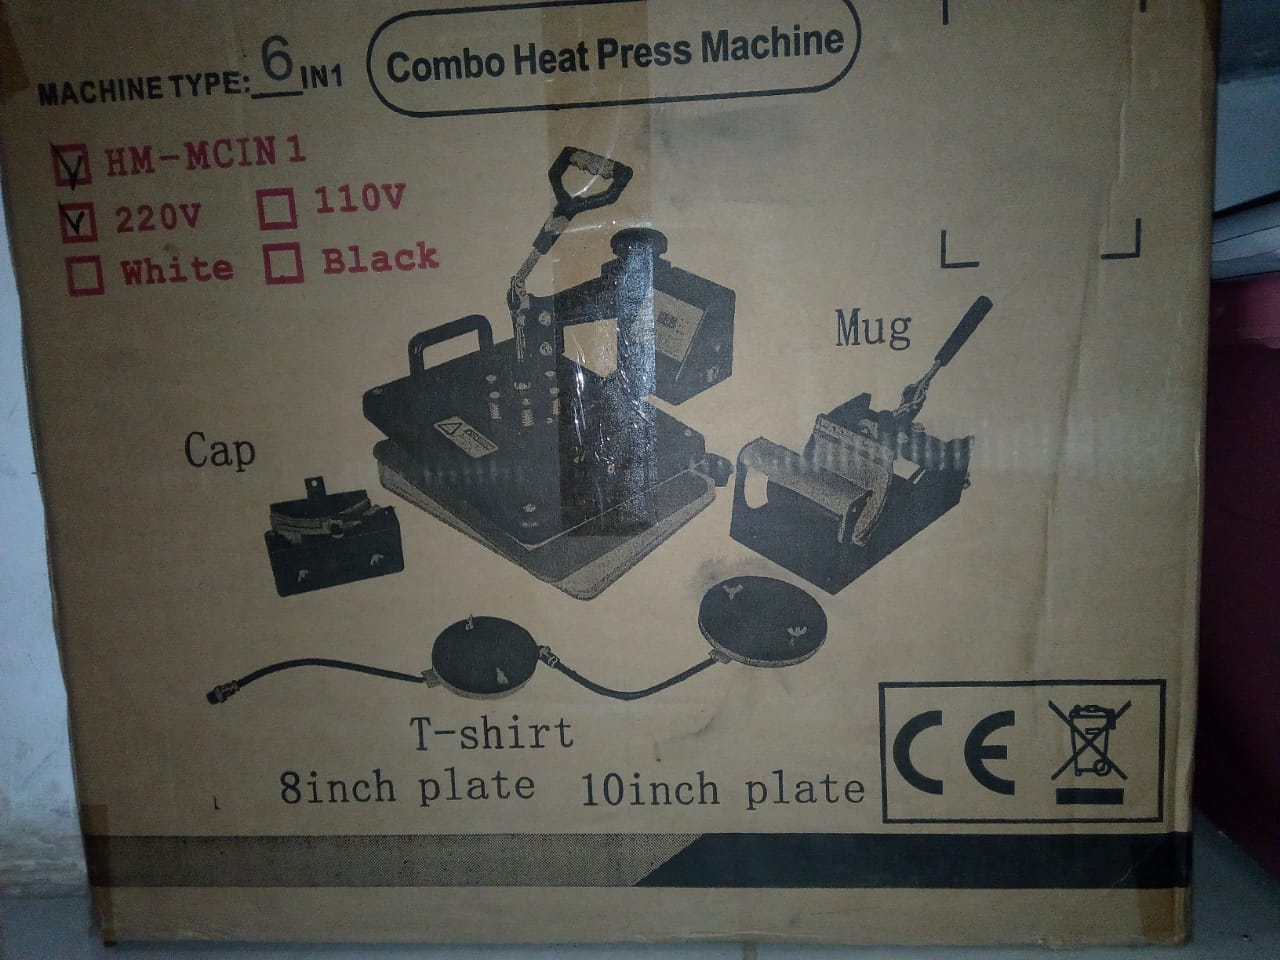 MACHINE TYPE: 6 IN1
Combo Heat Press Machine
HM-MCIN 1
220V 110V
White Black
Mug
Cap
T-shirt
8inch plate 10inch plate
CE